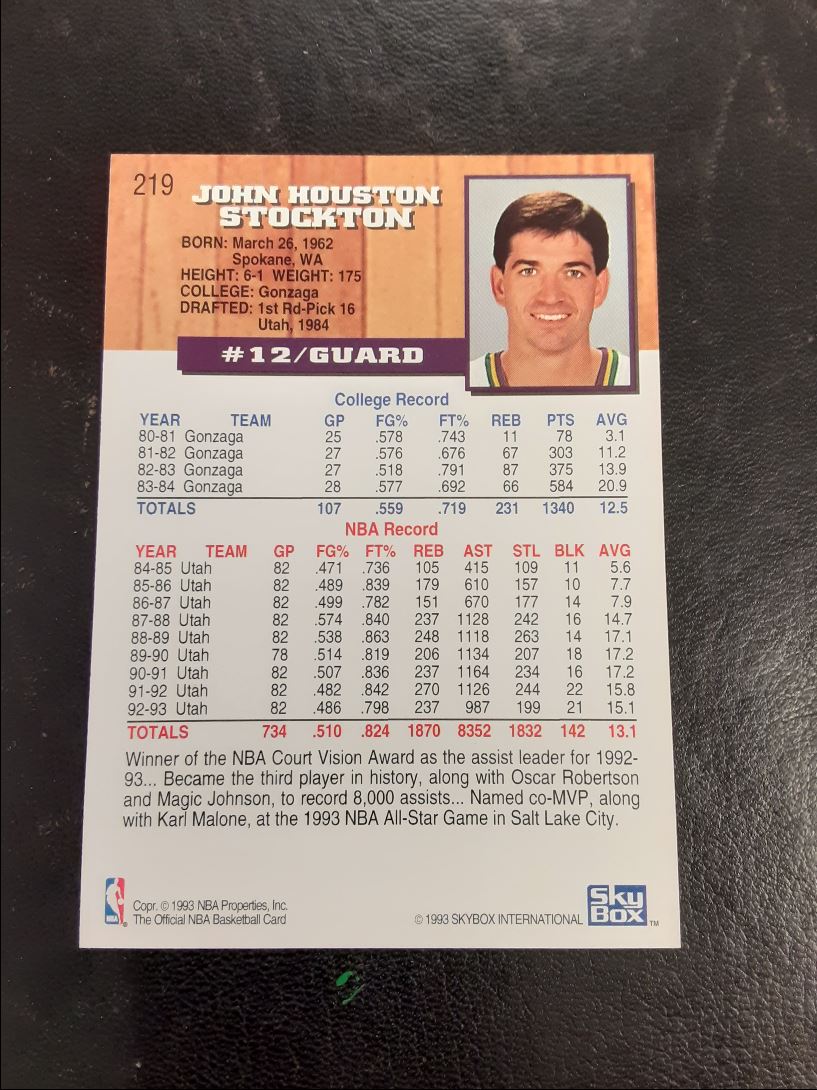 219
JOHN HOUSTON
STOCKTON
BORN: March 26, 1962
Spokane, WA
HEIGHT: 6-1 WEIGHT: 175
COLLEGE: Gonzaga
DRAFTED: 1st Rd-Pick 16
Utah, 1984
#12/GUARD
College Record
YEAR TEAM GP FG% FT% REB PTS AVG
80-81 Gonzaga 25 .578 .743 11 78 3.1
81-82 Gonzaga 27 .576 .676 67 303 11.2
82-83 Gonzaga 27 .518 .791 87 375 13.9
83-84 Gonzaga 28 .577 .692 66 584 20.9
TOTALS 107 .559 .719 231 1340 12.5
NBA Record
YEAR TEAM GP FG% FT% REB AST STL BLK AVG
84-85 Utah 82 .471 .736 105 415 109 11 5.6
85-86 Utah 82 .489 .839 179 610 157 10 7.7
86-87 Utah 82 .499 .782 151 670 177 14 7.9
87-88 Utah 82 .574 .840 237 1128 242 16 14.7
88-89 Utah 82 .538 .863 248 1118 263 14 17.1
89-90 Utah 78 .514 .819 206 1134 207 18 17.2
90-91 Utah 82 .507 .836 237 1164 234 16 17.2
91-92 Utah 82 .482 .842 270 1126 244 22 15.8
92-93 Utah 82 .486 .798 237 987 199 21 15.1
TOTALS 734 .510 .824 1870 8352 1832 142 13.1
Winner of the NBA Court Vision Award as the assist leader for 1992-
93... Became the third player in history, along with Oscar Robertson
and Magic Johnson, to record 8,000 assists... Named co-MVP, along
with Karl Malone, at the 1993 NBA All-Star Game in Salt Lake City.
NBA
Copr. © 1993 NBA Properties, Inc.
The Official NBA Basketball Card
© 1993 SKYBOX INTERNATIONAL
Sky
Box
TM